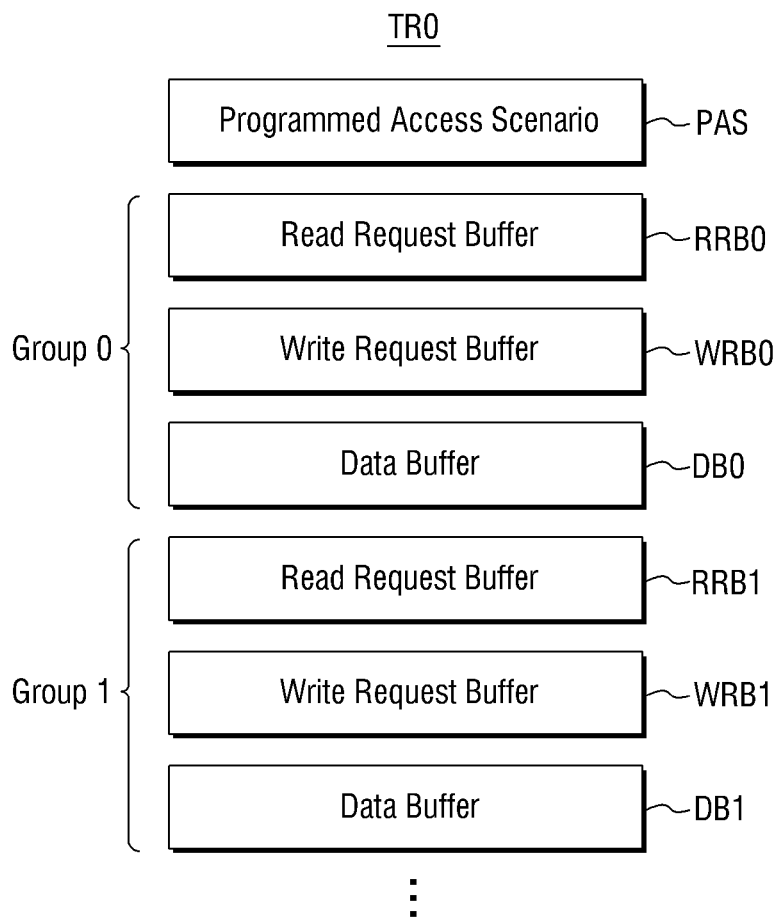 TR0
Programmed Access Scenario PAS
Read Request Buffer RRB0
Group 0
Write Request Buffer WRB0
Data Buffer DB0
Read Request Buffer RRB1
Group 1
Write Request Buffer WRB1
Data Buffer DB1